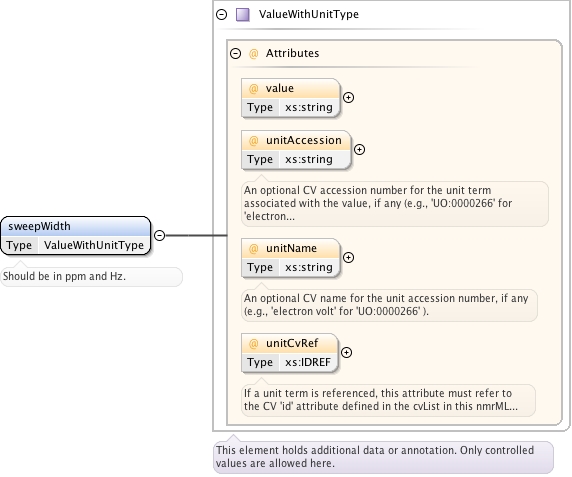 ValueWithUnitType
@ Attributes
@ value
Type xs:string
@ unitAccession
Type xs:string
An optional CV accession number for the unit term
associated with the value, if any (e.g., 'UO:0000266' for
'electron...
sweepWidth
Type ValueWithUnitType
Should be in ppm and Hz.
@ unitName
Type xs:string
An optional CV name for the unit accession number, if any
(e.g., 'electron volt' for 'UO:0000266' ).
@ unitCvRef
Type xs:IDREF
If a unit term is referenced, this attribute must refer to
the CV 'id' attribute defined in the cvList in this nmrML...
This element holds additional data or annotation. Only controlled
values are allowed here.